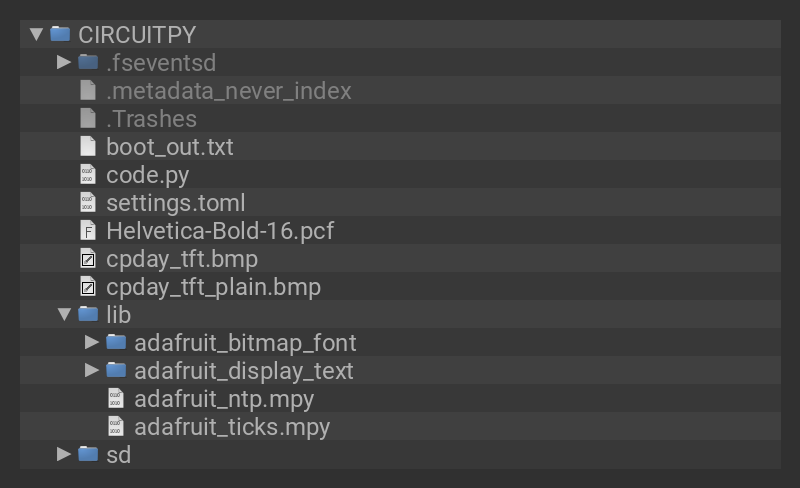 CIRCUITPY
.fseventsd
.metadata_never_index
.Trashes
boot_out.txt
code.py
settings.toml
Helvetica-Bold-16.pcf
cpday_tft.bmp
cpday_tft_plain.bmp
lib
adafruit_bitmap_font
adafruit_display_text
adafruit_ntp.mpy
adafruit_ticks.mpy
sd